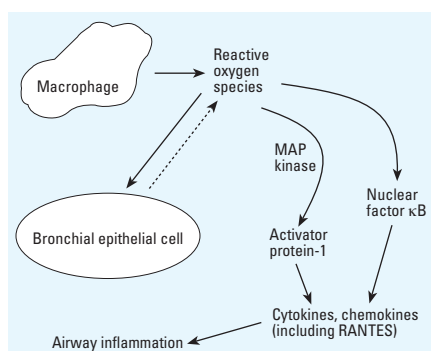 Macrophage
Reactive
oxygen
species
MAP
kinase
Nuclear
factor κB
Bronchial epithelial cell
Activator
protein-1
Cytokines, chemokines
(including RANTES)
Airway inflammation